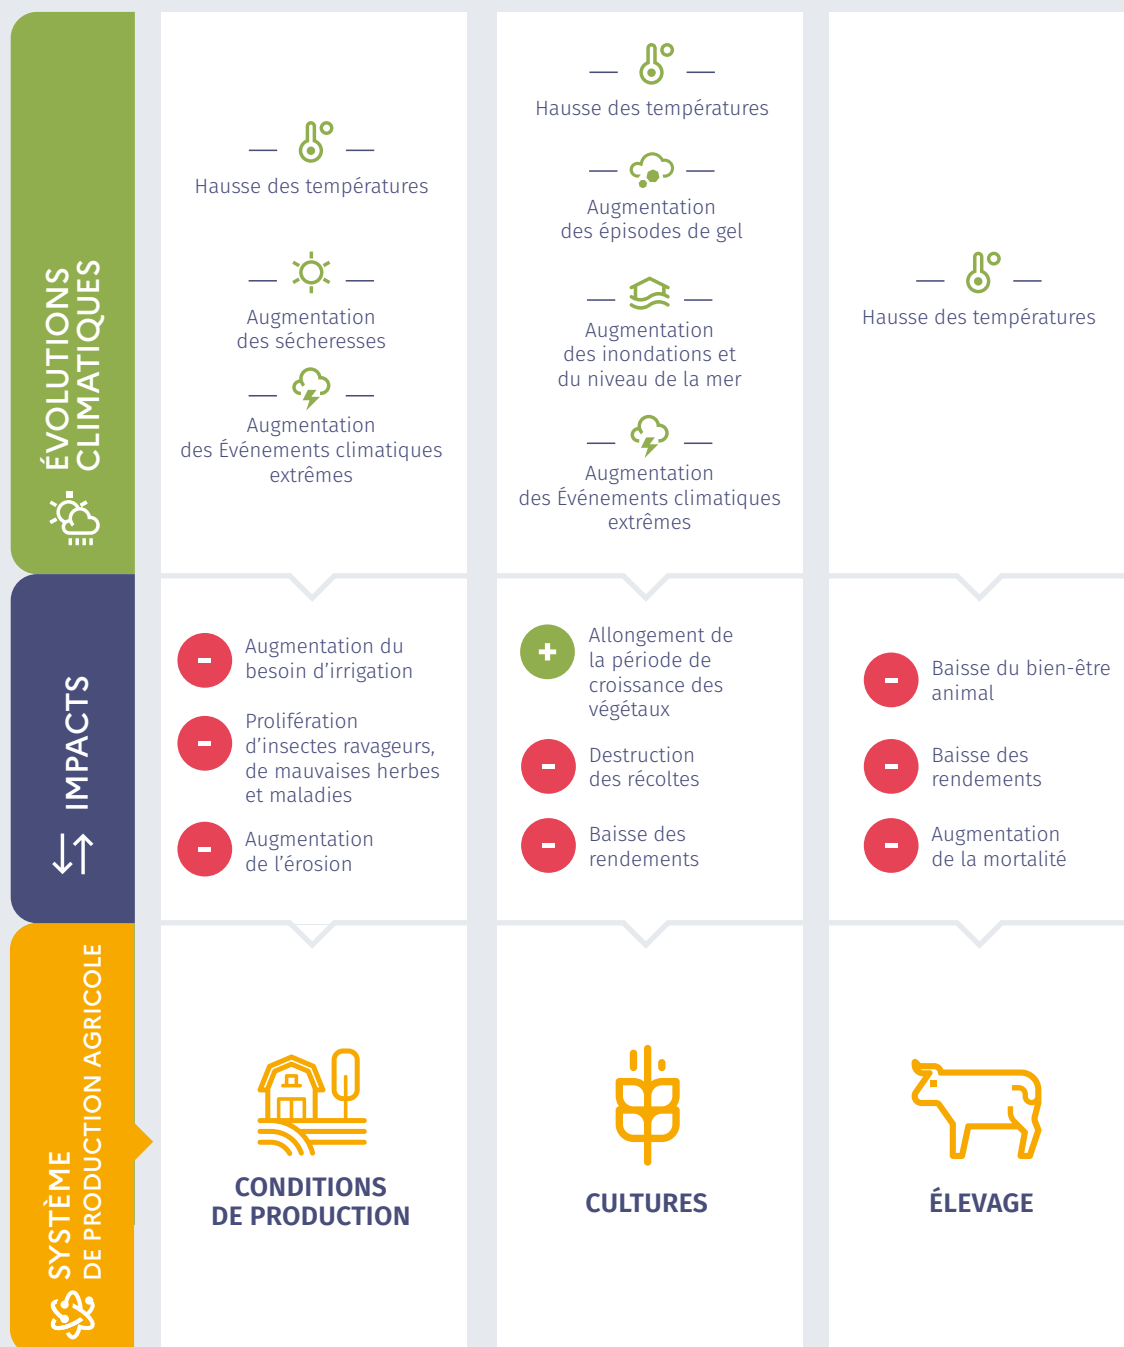 ÉVOLUTIONS
CLIMATIQUES
Hausse des températures
Augmentation
des sécheresses
Augmentation
des Événements climatiques
extrêmes
Hausse des températures
Augmentation
des épisodes de gel
Augmentation
des inondations et
du niveau de la mer
Augmentation
des Événements climatiques
extrêmes
Hausse des températures
IMPACTS
-
Augmentation du
besoin d’irrigation
-
Prolifération
d’insectes ravageurs,
de mauvaises herbes
et maladies
-
Augmentation
de l’érosion
+
Allongement de
la période de
croissance des
végétaux
-
Destruction
des récoltes
-
Baisse des
rendements
-
Baisse du bien-être
animal
-
Baisse des
rendements
-
Augmentation
de la mortalité
SYSTÈME
DE PRODUCTION AGRICOLE
CONDITIONS
DE PRODUCTION
CULTURES
ÉLEVAGE